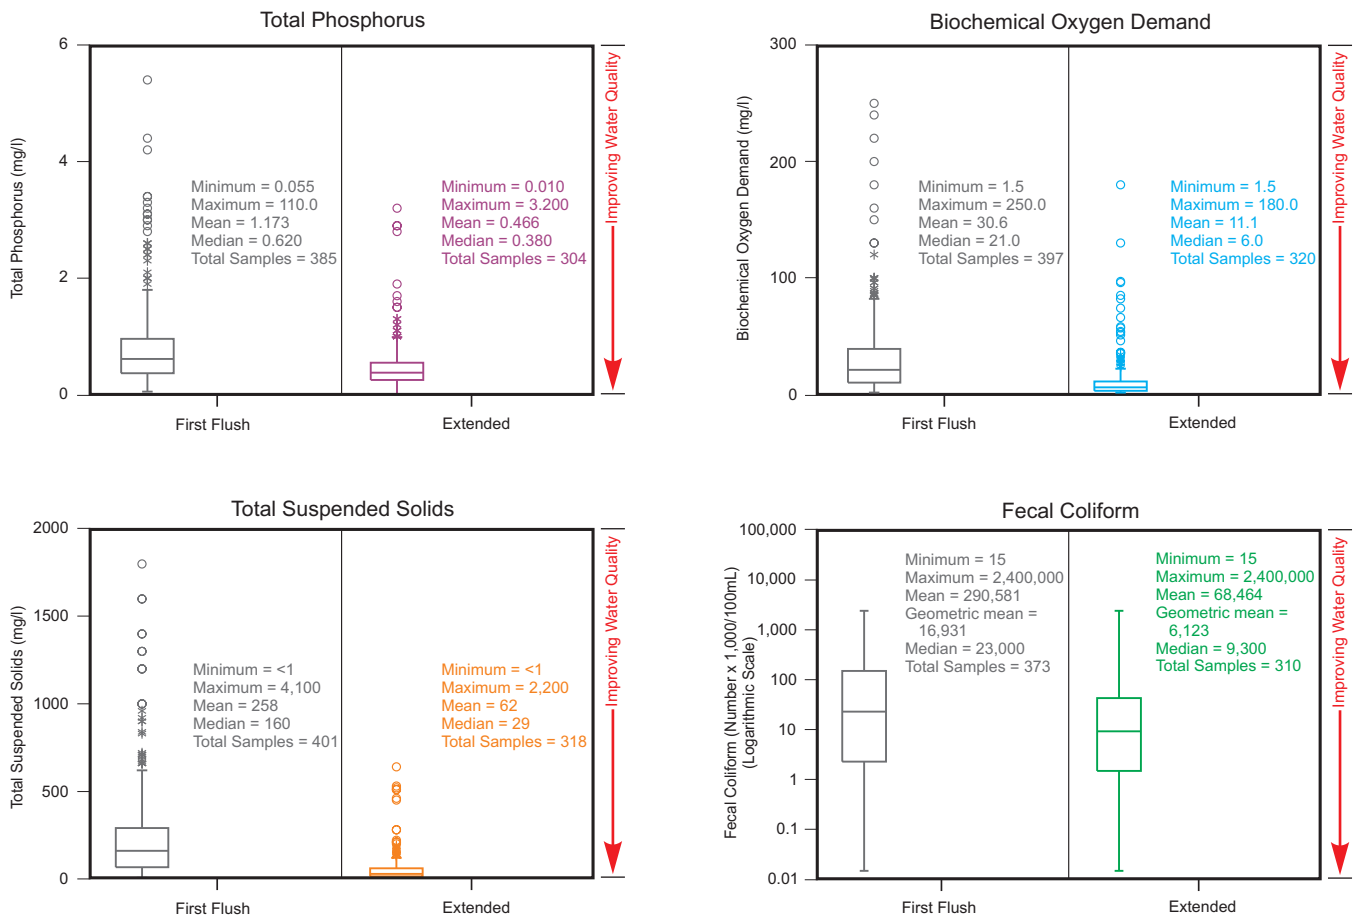 Total Phosphorus
Total Phosphorus (mg/l)
6
4
2
0
Minimum = 0.055
Maximum = 110.0
Mean = 1.173
Median = 0.620
Total Samples = 385
Minimum = 0.010
Maximum = 3.200
Mean = 0.466
Median = 0.380
Total Samples = 304
First Flush
Extended
Improving Water Quality
Biochemical Oxygen Demand
Biochemical Oxygen Demand (mg/l)
300
200
100
0
Minimum = 1.5
Maximum = 250.0
Mean = 30.6
Median = 21.0
Total Samples = 397
Minimum = 1.5
Maximum = 180.0
Mean = 11.1
Median = 6.0
Total Samples = 320
First Flush
Extended
Improving Water Quality
Total Suspended Solids
Total Suspended Solids (mg/l)
2000
1500
1000
500
0
Minimum = <1
Maximum = 4,100
Mean = 258
Median = 160
Total Samples = 401
Minimum = <1
Maximum = 2,200
Mean = 62
Median = 29
Total Samples = 318
First Flush
Extended
Improving Water Quality
Fecal Coliform
Fecal Coliform (Number x 1,000/100mL)
(Logarithmic Scale)
100,000
10,000
1,000
100
10
1
0.1
0.01
Minimum = 15
Maximum = 2,400,000
Mean = 290,581
Geometric mean =
16,931
Median = 23,000
Total Samples = 373
Minimum = 15
Maximum = 2,400,000
Mean = 68,464
Geometric mean =
6,123
Median = 9,300
Total Samples = 310
First Flush
Extended
Improving Water Quality